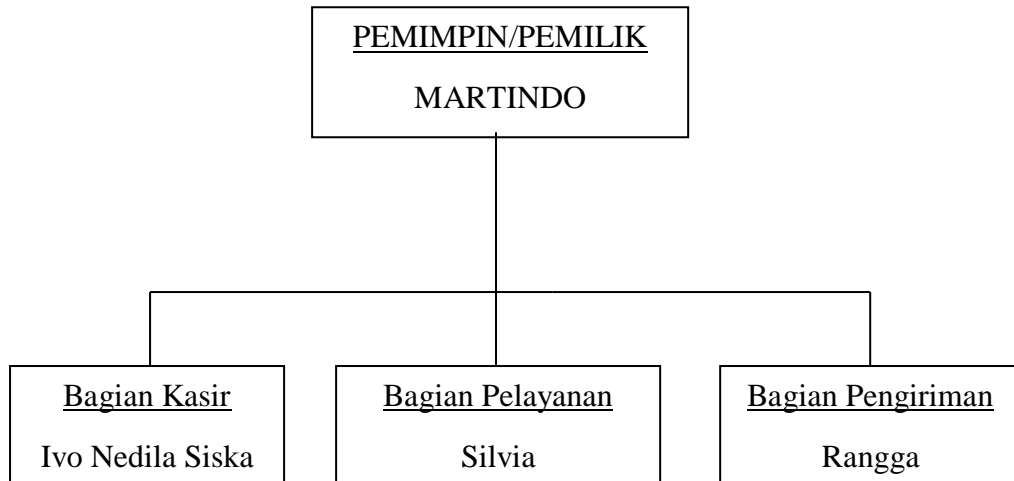 PEMIMPIN/PEMILIK
MARTINDO
Bagian Kasir
Ivo Nedila Siska
Bagian Pelayanan
Silvia
Bagian Pengiriman
Rangga